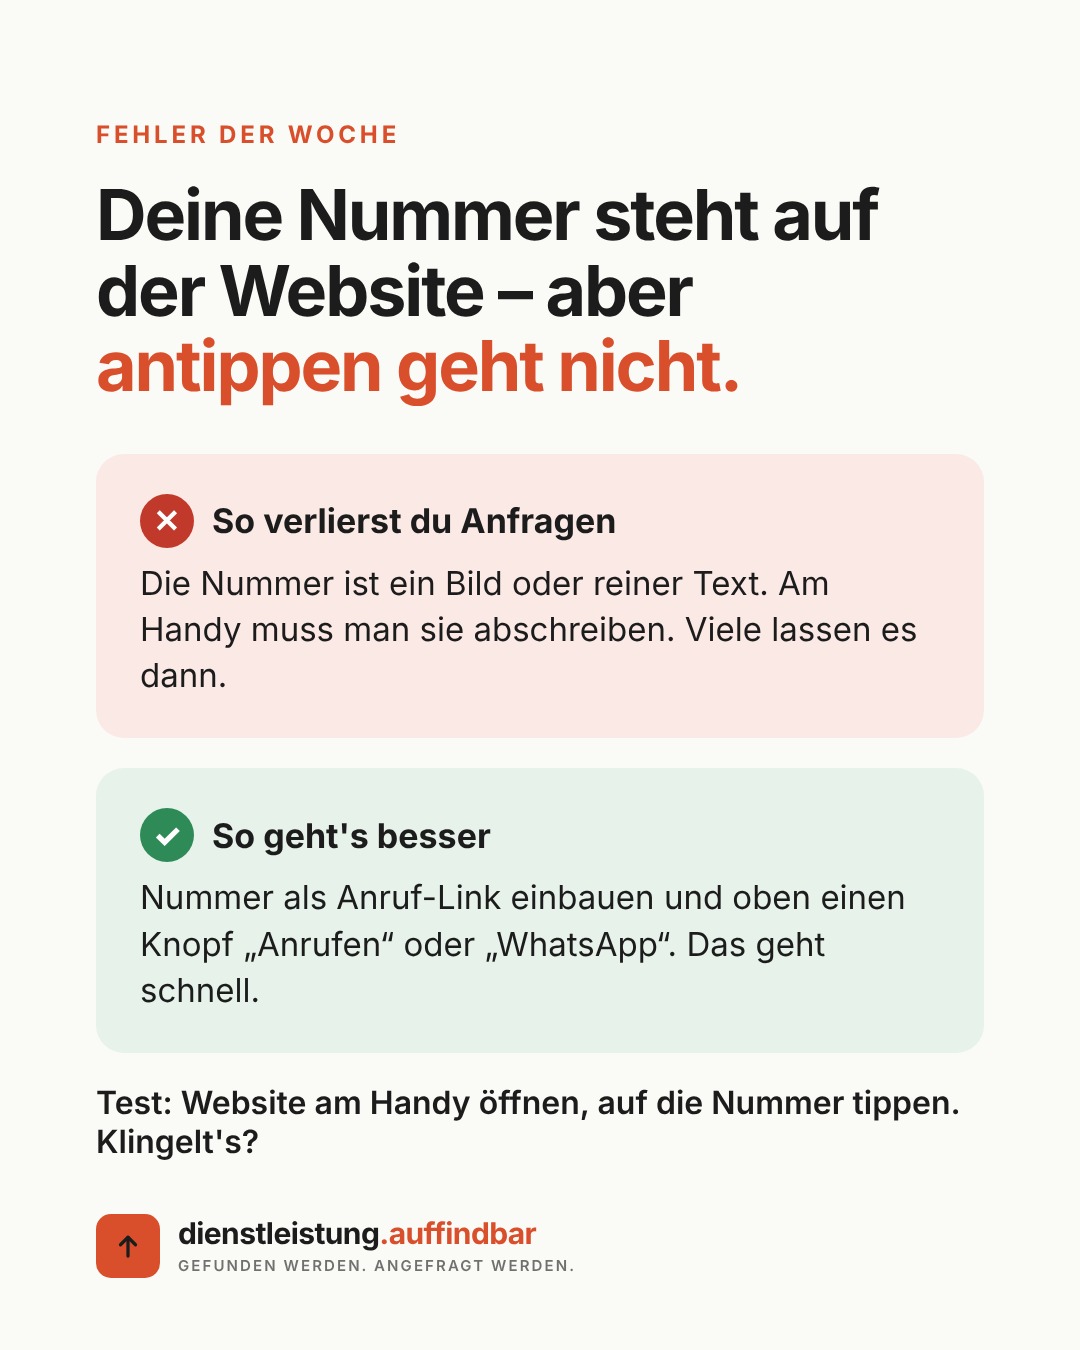 FEHLER DER WOCHE
Deine Nummer steht auf
der Website – aber
antippen geht nicht.
So verlierst du Anfragen
Die Nummer ist ein Bild oder reiner Text. Am
Handy muss man sie abschreiben. Viele lassen es
dann.
So geht's besser
Nummer als Anruf-Link einbauen und oben einen
Knopf „Anrufen“ oder „WhatsApp“. Das geht
schnell.
Test: Website am Handy öffnen, auf die Nummer tippen.
Klingelt's?
dienstleistung.auffindbar
GEFUNDEN WERDEN. ANGEFRAGT WERDEN.